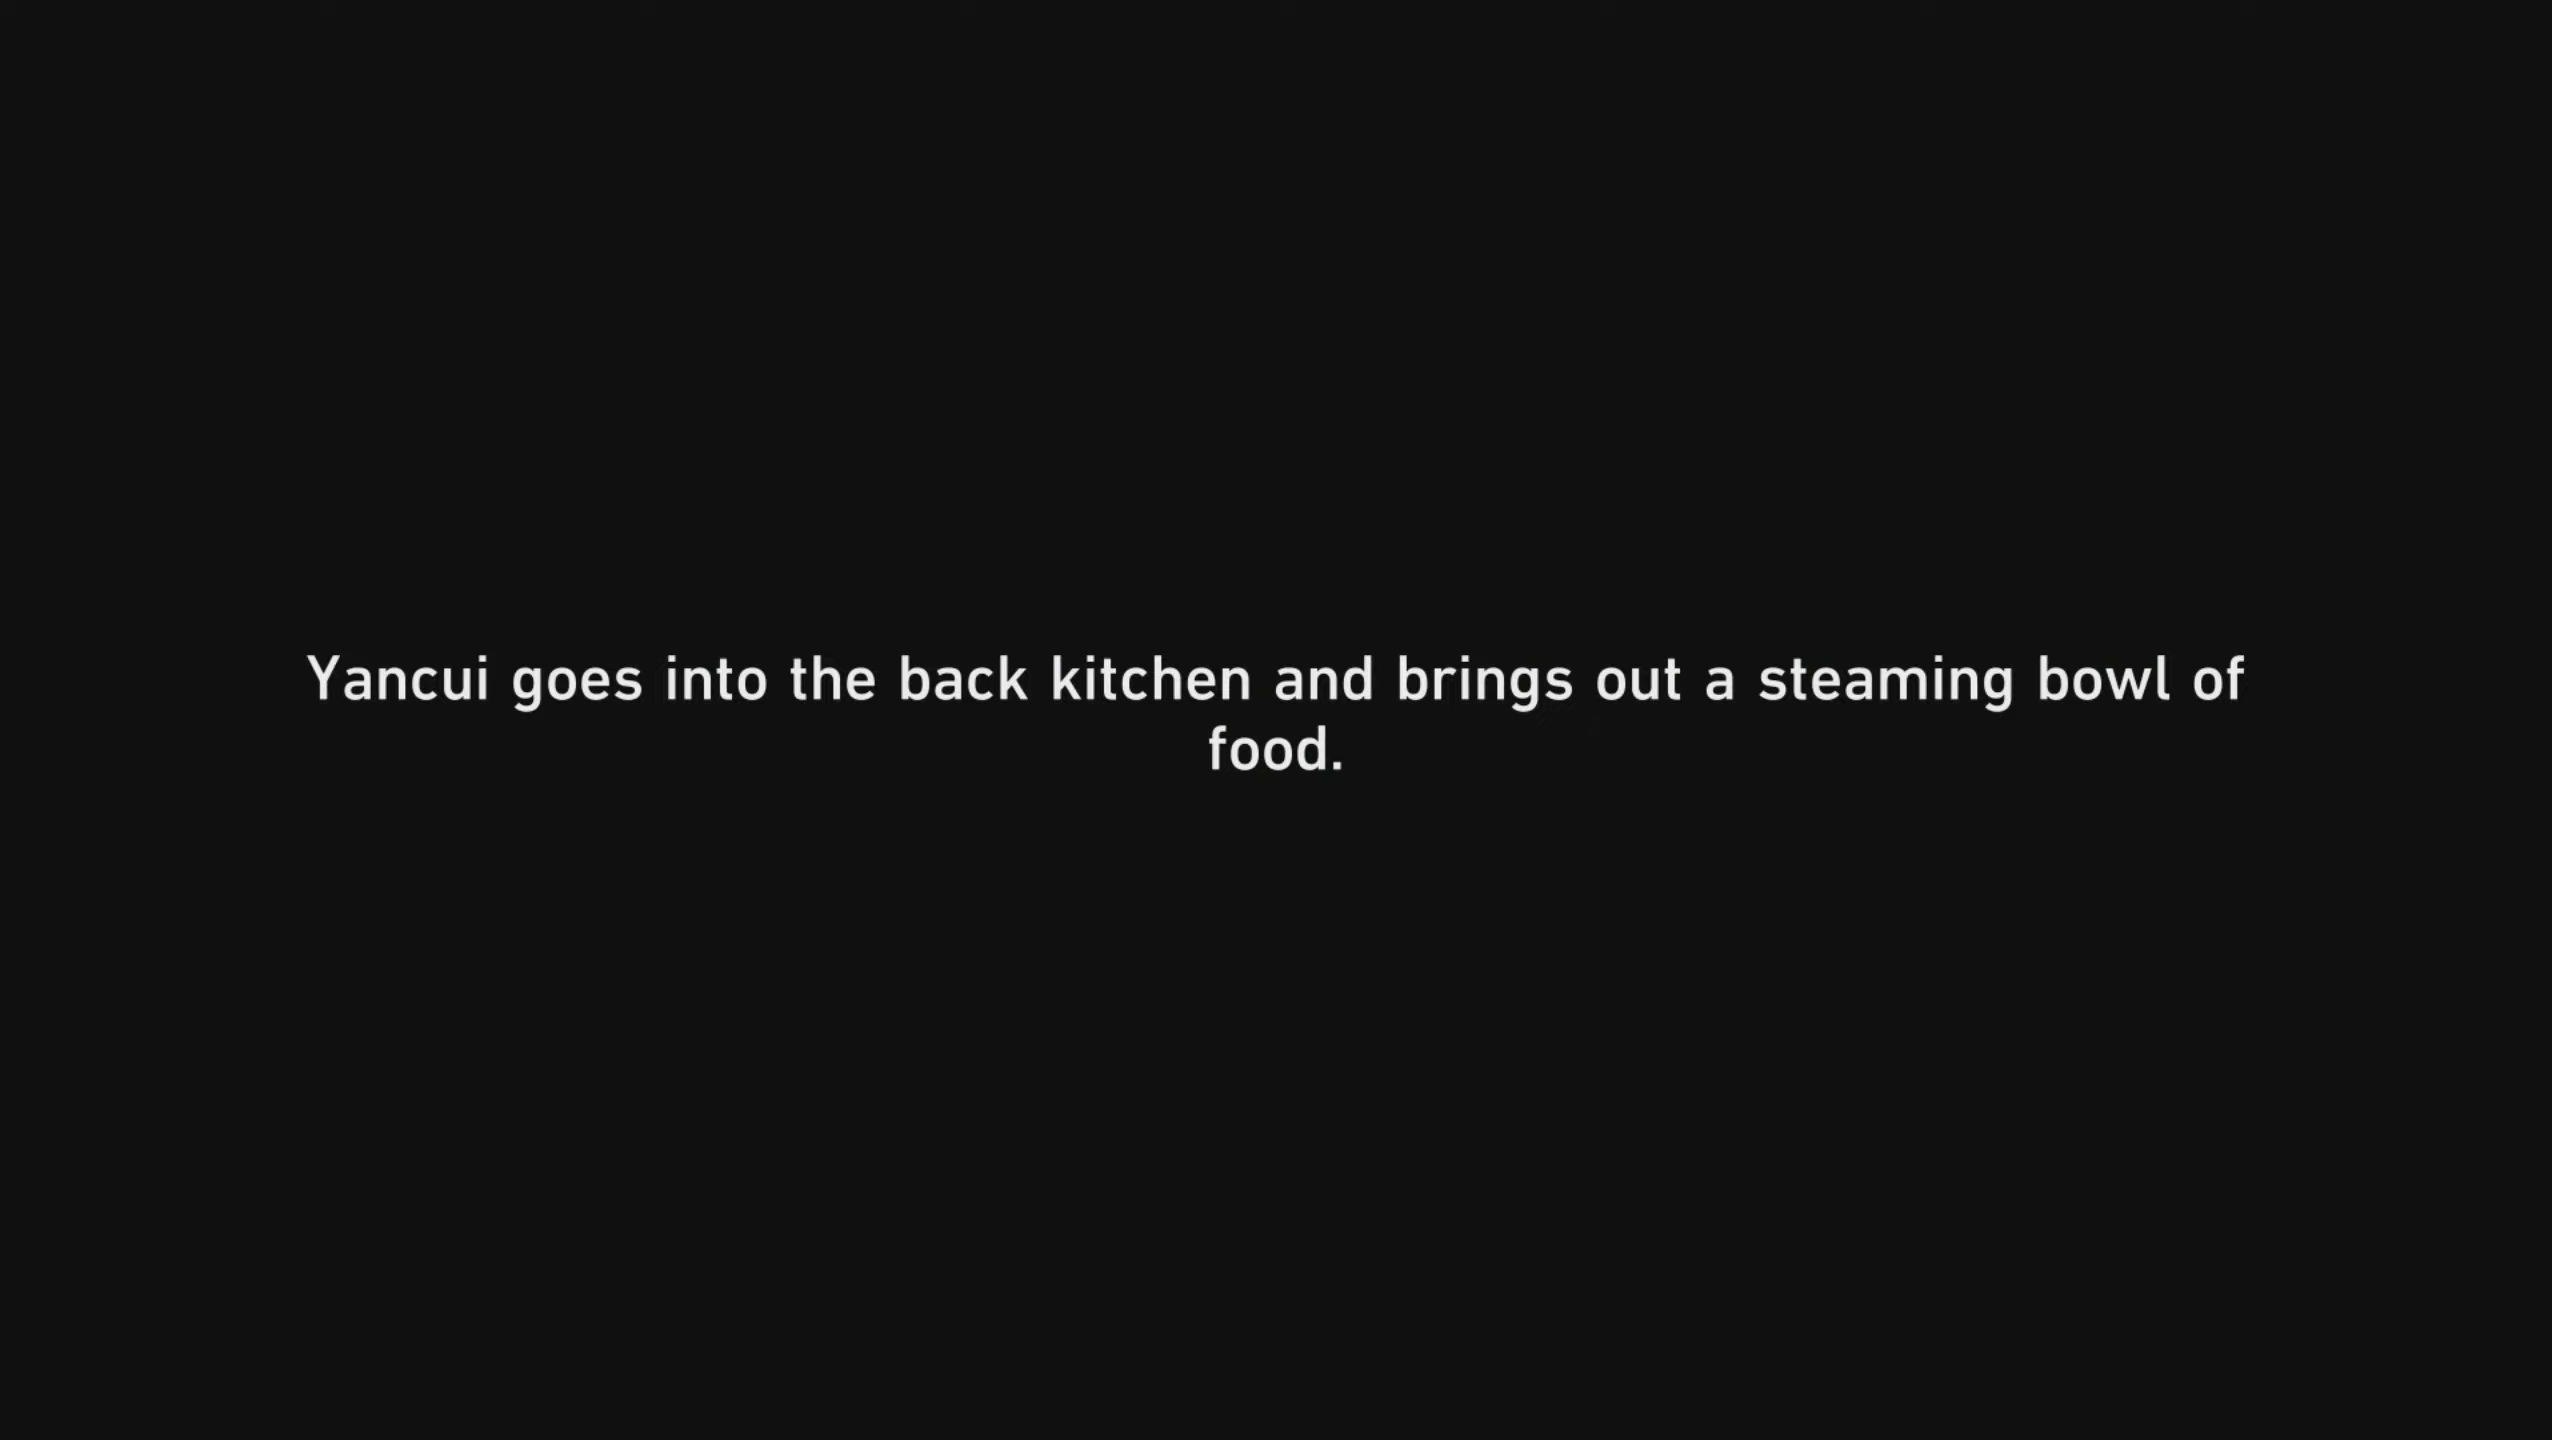 Yancui goes into the back kitchen and brings out a steaming bowl of
food.